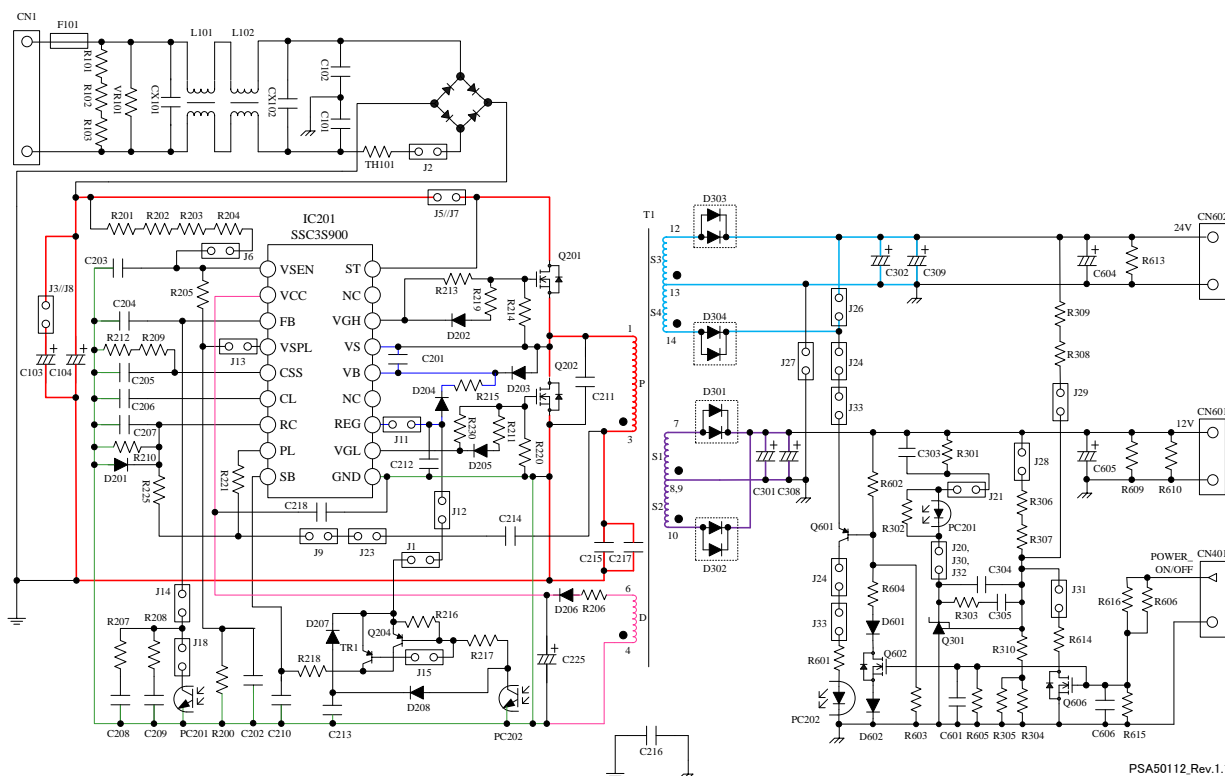 CN1
F101
L101
L102
R101
R102
R103
VR101
CX101
CX102
C102
C101
TH101
J2
J5//J7
R201
R202
R203
R204
IC201
SSC3S900
J6
C203
R205
J3//J8
C103
C104
C204
R212
R209
J13
C205
C206
C207
R210
D201
R225
R221
VSEN
VCC
FB
VSPL
CSS
CL
RC
PL
SB
ST
NC
VGH
VS
VB
NC
REG
VGL
GND
R213
R219
R214
D202
Q201
C201
D204
D203
R215
Q202
C211
J11
R230
R211
D205
R220
C212
C218
J12
J9
J23
C214
J1
C215
C217
T1
1
P
3
6
D
4
D206
R206
J14
R207
R208
J18
D207
Q204
R216
TR1
R218
J15
R217
D208
C225
C208
C209
PC201
R200
C202
C210
C213
PC202
C216
12
S3
13
S4
14
D303
D304
7
S1
8,9
S2
10
D301
D302
C302
C309
C604
R613
24V
CN602
J26
J27
J24
J33
R309
R308
J29
C301
C308
C303
R301
J28
12V
CN601
C605
R609
R610
R602
J21
R302
PC201
R306
R307
Q601
J20,
J30,
J32
C304
R303
C305
J24
R604
J33
D601
Q301
R310
J31
R614
R601
Q602
PC202
D602
R603
C601
R605
R305
R304
Q606
C606
R615
R616
R606
POWER_
ON/OFF
CN401
PSA50112_Rev.1.